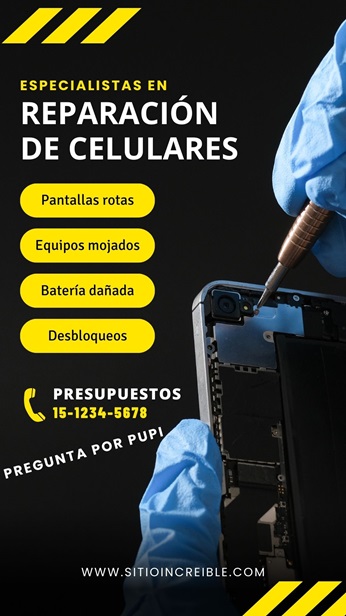 ESPECIALISTAS EN
REPARACIÓN
DE CELULARES
Pantallas rotas
Equipos mojados
Batería dañada
Desbloqueos
PRESUPUESTOS
15-1234-5678
PREGUNTA POR PUPI
WWW.SITIOINCREIBLE.COM